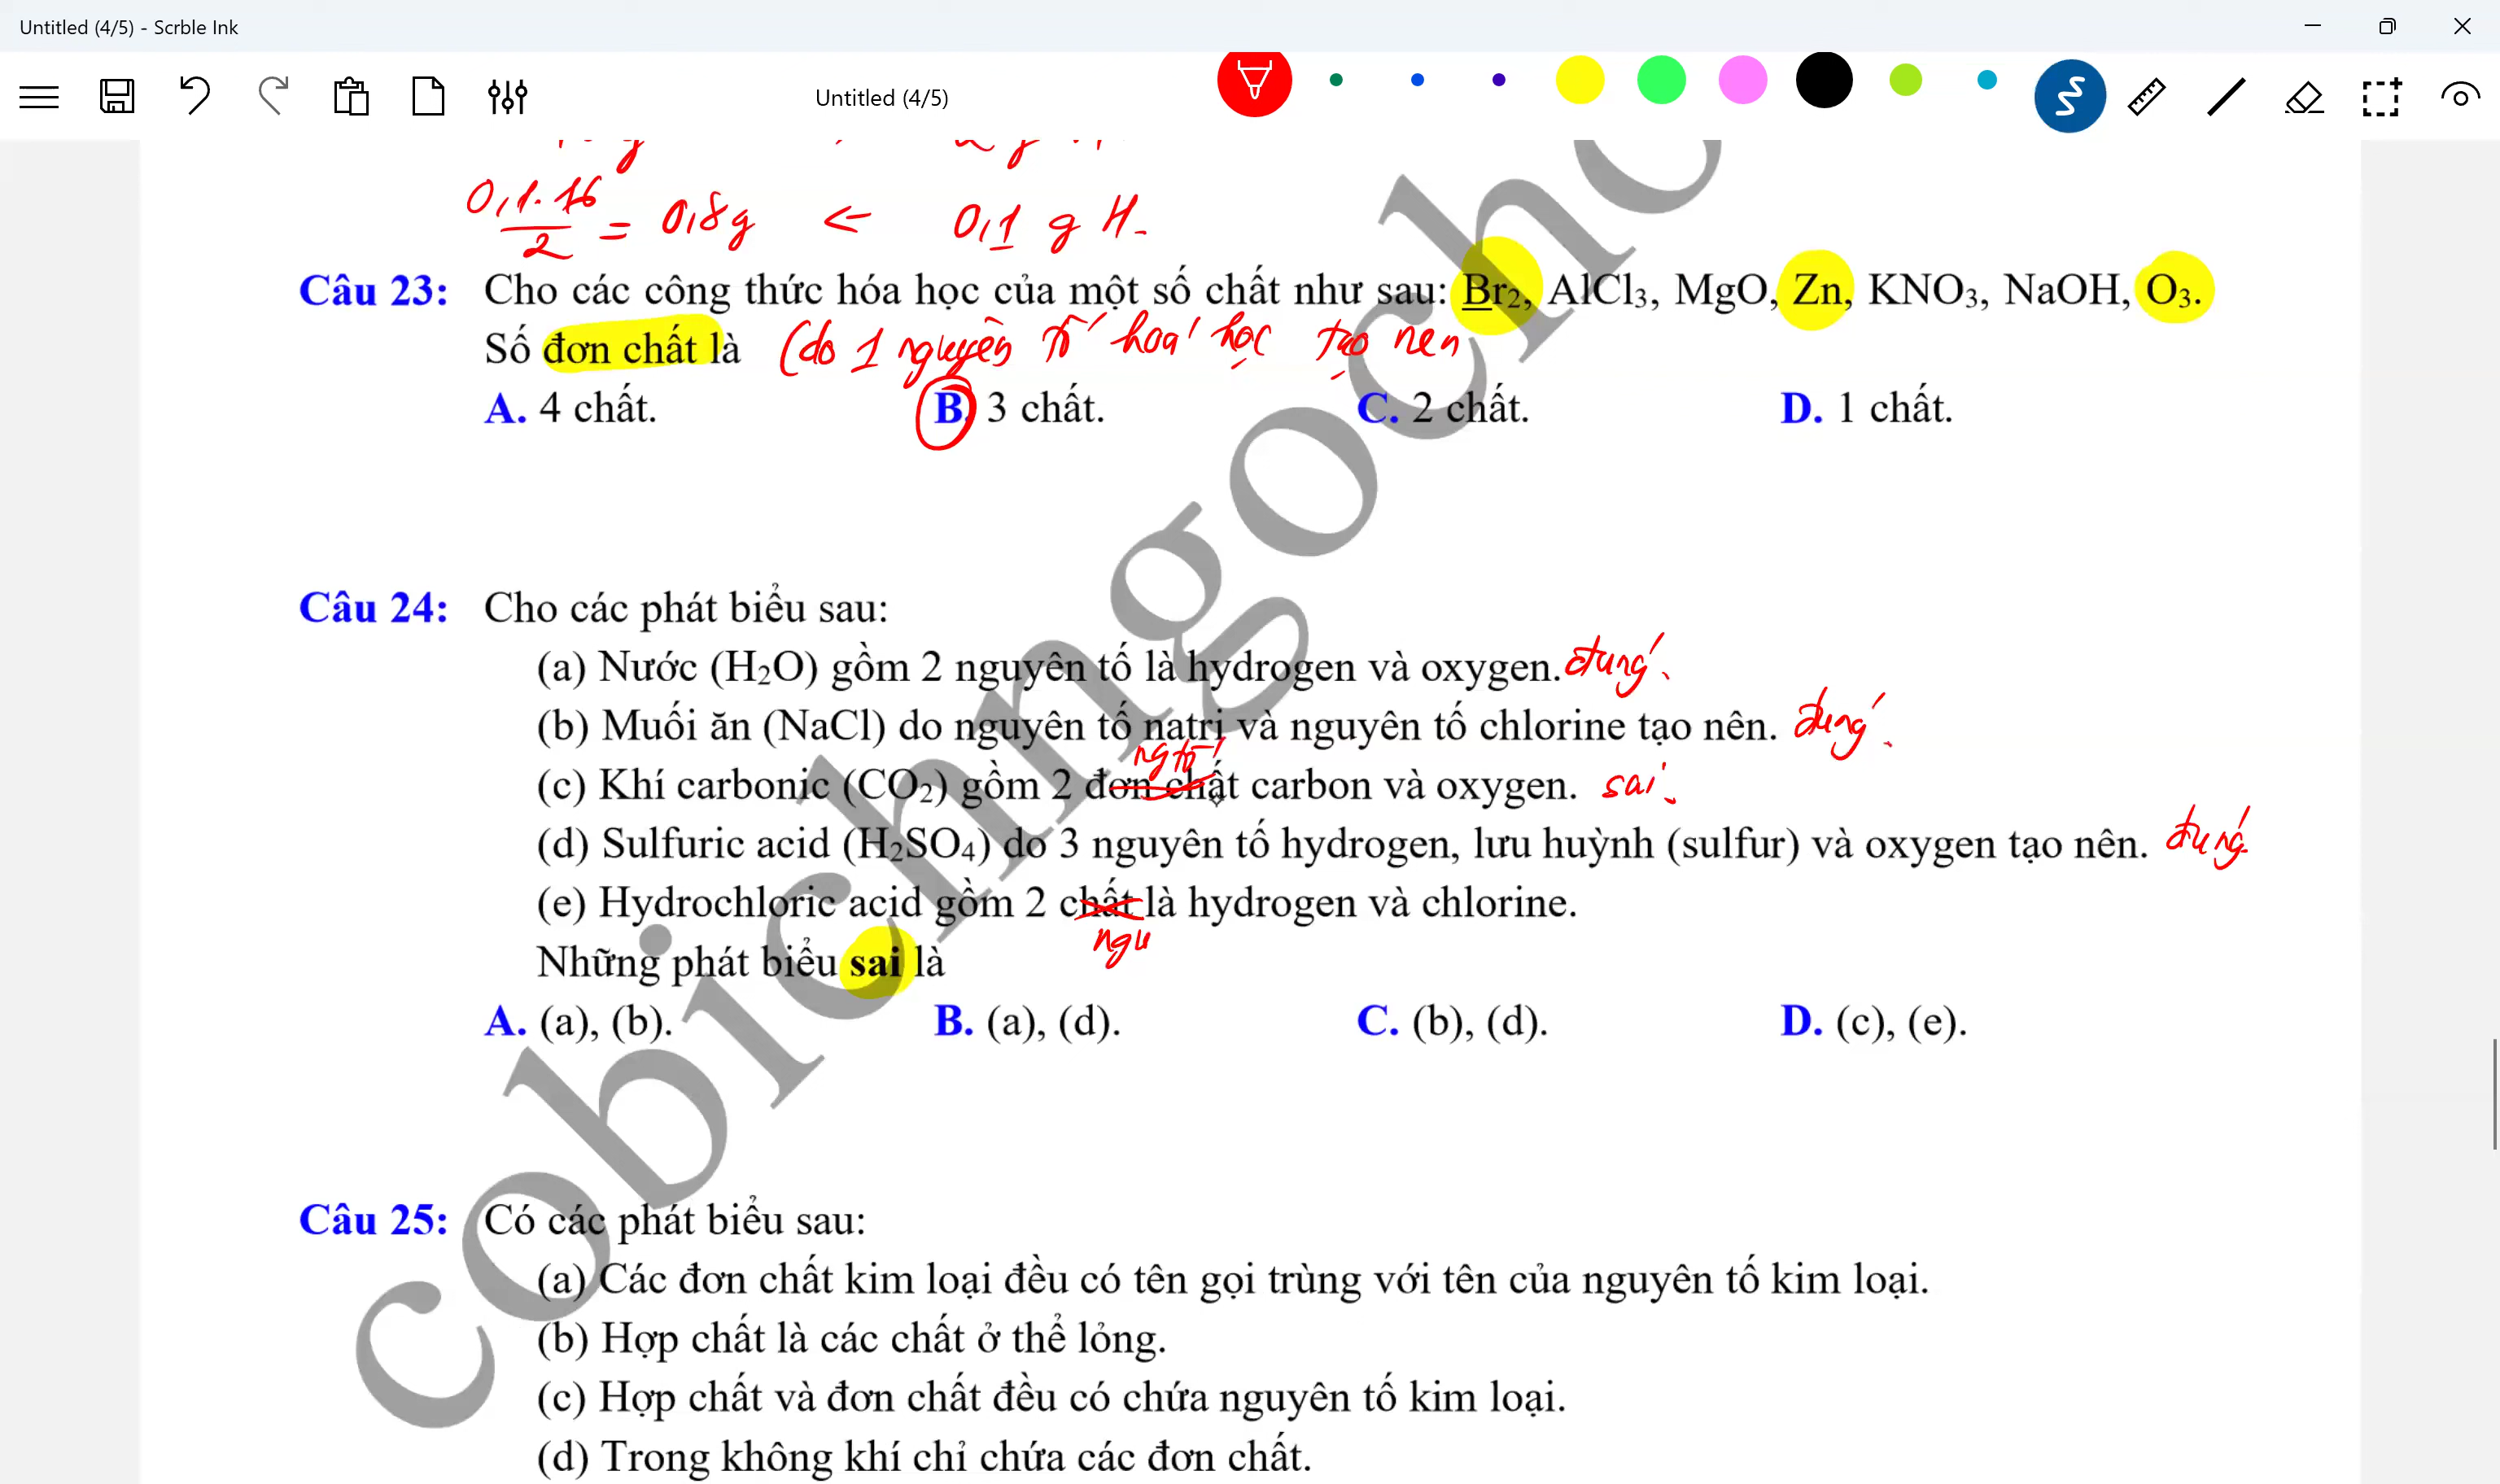 Untitled (4/5) - Scrble Ink
Untitled (4/5)
0,1.16 / 2 = 0,8g ← 0,1 g H.
Câu 23: Cho các công thức hóa học của một số chất như sau: Br₂, AlCl₃, MgO, Zn, KNO₃, NaOH, O₃.
Số đơn chất là (do 1 nguyên tố hoá học tạo nên
A. 4 chất. B. 3 chất. C. 2 chất. D. 1 chất.
Câu 24: Cho các phát biểu sau:
(a) Nước (H₂O) gồm 2 nguyên tố là hydrogen và oxygen. đúng.
(b) Muối ăn (NaCl) do nguyên tố natri và nguyên tố chlorine tạo nên. đúng.
ng tố
(c) Khí carbonic (CO₂) gồm 2 đơn chất carbon và oxygen. sai.
(d) Sulfuric acid (H₂SO₄) do 3 nguyên tố hydrogen, lưu huỳnh (sulfur) và oxygen tạo nên. đúng.
(e) Hydrochloric acid gồm 2 chất là hydrogen và chlorine.
ngu
Những phát biểu sai là
A. (a), (b). B. (a), (d). C. (b), (d). D. (c), (e).
Câu 25: Có các phát biểu sau:
(a) Các đơn chất kim loại đều có tên gọi trùng với tên của nguyên tố kim loại.
(b) Hợp chất là các chất ở thể lỏng.
(c) Hợp chất và đơn chất đều có chứa nguyên tố kim loại.
(d) Trong không khí chỉ chứa các đơn chất.
cobichngocho